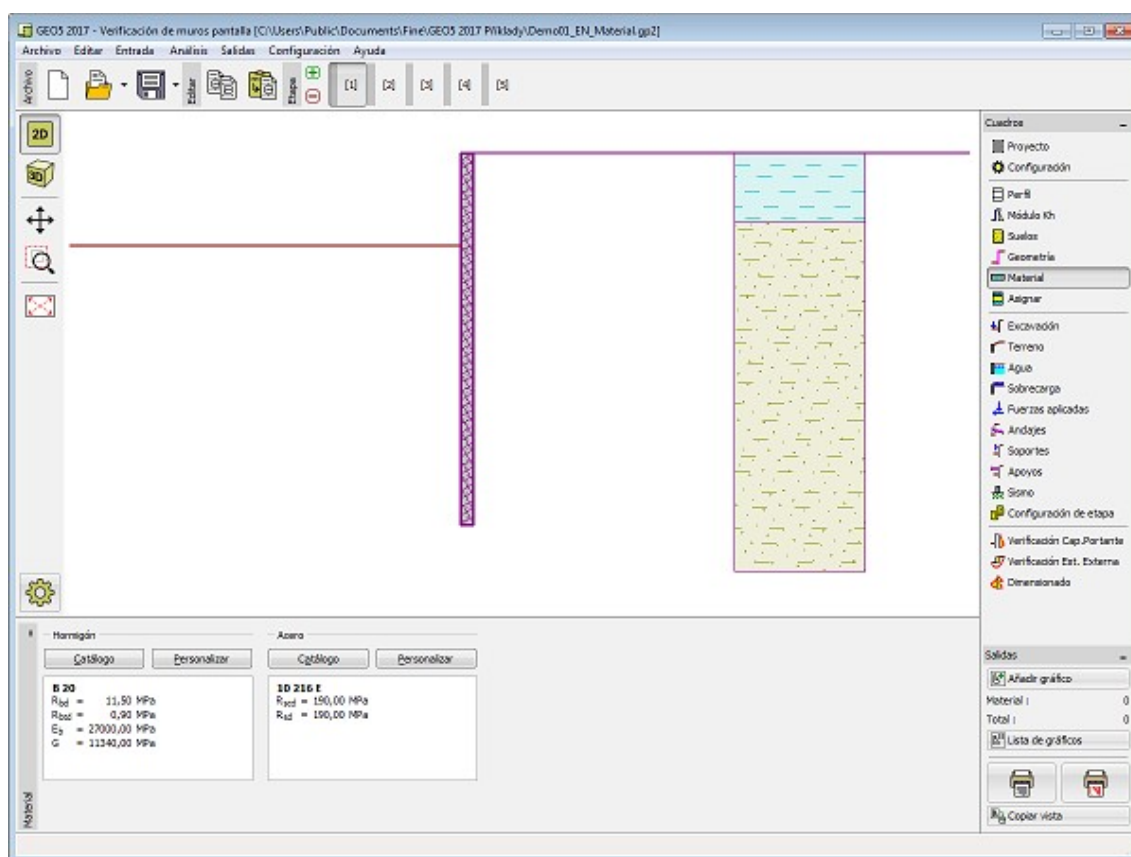 GEO5 2017 - Verificación de muros pantalla [C:\Users\Public\Documents\Fine\GEO5 2017 Příklady\Demo01_EN_Material.gp2]
Archivo Editar Entrada Análisis Salidas Configuración Ayuda
Archivo
Editar
Etapa
[1] [2] [3] [4] [5]
2D
3D
Cuadros
Proyecto
Configuración
Perfil
Módulo Kh
Suelos
Geometría
Material
Asignar
Excavación
Terreno
Agua
Sobrecarga
Fuerzas aplicadas
Andajes
Soportes
Apoyos
Sismo
Configuración de etapa
Verificación Cap.Portante
Verificación Est. Externa
Dimensionado
Material
Hormigón
Catálogo Personalizar
B 20
Rbd = 11,50 MPa
Rbtd = 0,90 MPa
Eb = 27000,00 MPa
G = 11340,00 MPa
Acero
Catálogo Personalizar
10 216 E
Rscd = 190,00 MPa
Rsd = 190,00 MPa
Salidas
Añadir gráfico
Material : 0
Total : 0
Lista de gráficos
Copiar vista